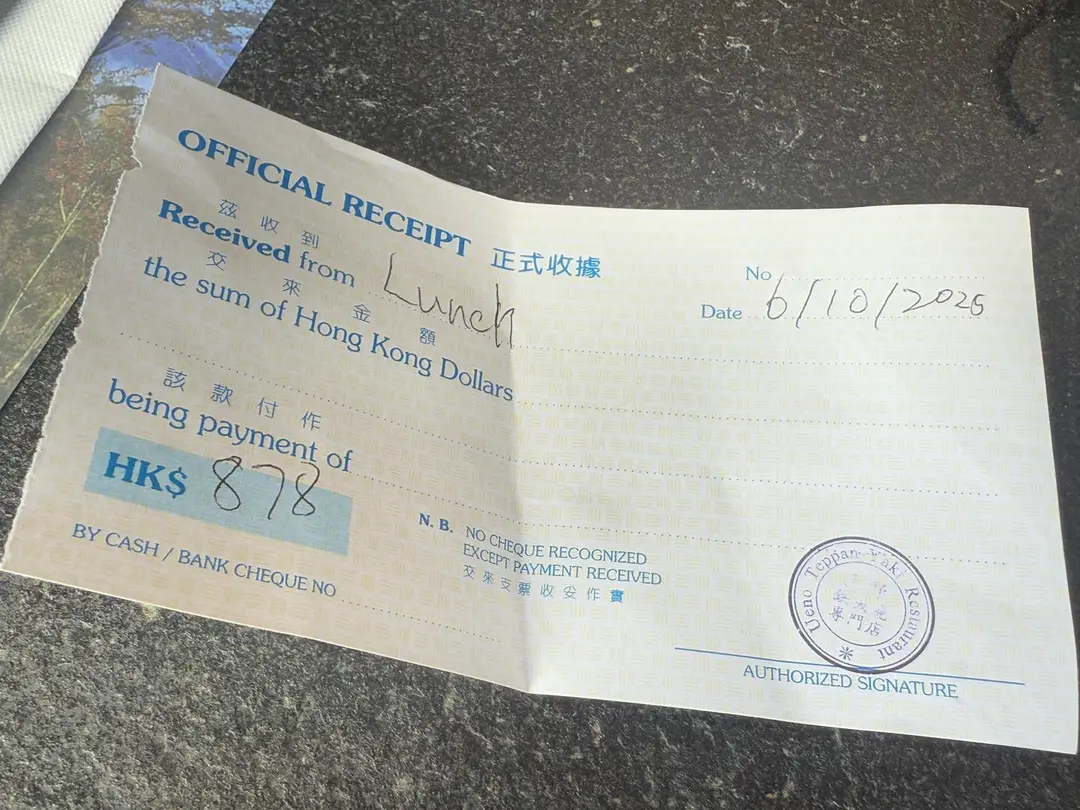 OFFICIAL RECEIPT 正式收據
No
Date 6/10/2025
茲收到
Received from Lunch
交來金額
the sum of Hong Kong Dollars
該款付作
being payment of
HK$ 878
N. B. NO CHEQUE RECOGNIZED
EXCEPT PAYMENT RECEIVED
交來支票收妥作實
BY CASH / BANK CHEQUE NO
Ueno Teppan-Yaki Restaurant
專門店
AUTHORIZED SIGNATURE